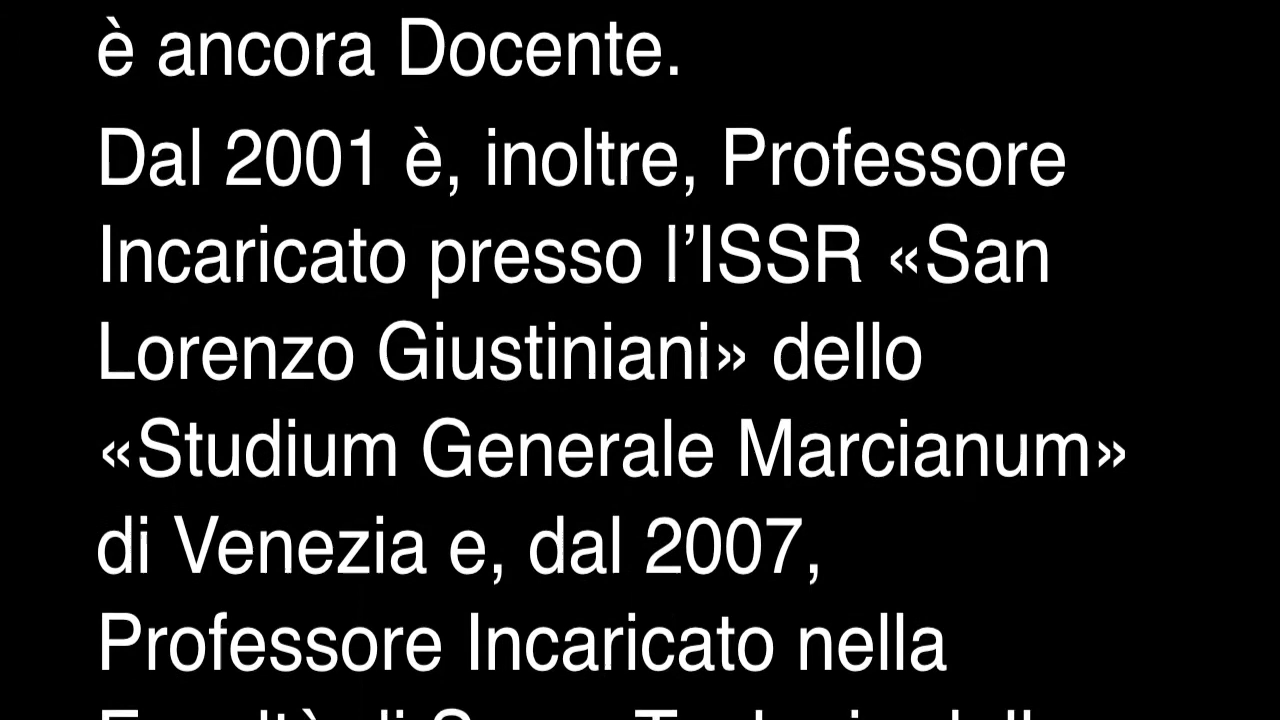 è ancora Docente.
Dal 2001 è, inoltre, Professore
Incaricato presso l’ISSR «San
Lorenzo Giustiniani» dello
«Studium Generale Marcianum»
di Venezia e, dal 2007,
Professore Incaricato nella